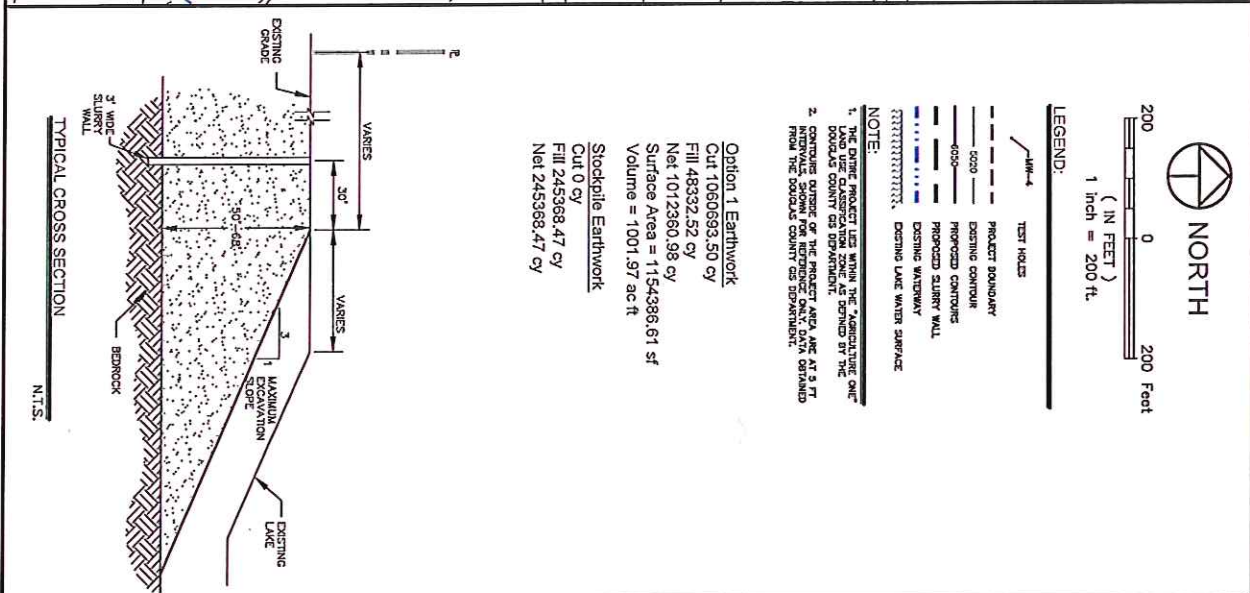 NORTH
200 0 200 Feet
( IN FEET )
1 inch = 200 ft.
LEGEND:
MW-4 TEST HOLES
PROJECT BOUNDARY
5020 EXISTING CONTOUR
6050 PROPOSED CONTOURS
PROPOSED SLURRY WALL
EXISTING WATERWAY
EXISTING LAKE WATER SURFACE
NOTE:
1. THE ENTIRE PROJECT LIES WITHIN THE "AGRICULTURE ONE"
LAND USE CLASSIFICATION ZONE AS DEFINED BY THE
DOUGLAS COUNTY GIS DEPARTMENT.
2. CONTOURS OUTSIDE OF THE PROJECT AREA ARE AT 5 FT
INTERVALS, SHOWN FOR REFERENCE ONLY. DATA OBTAINED
FROM THE DOUGLAS COUNTY GIS DEPARTMENT.
Option 1 Earthwork
Cut 1060693.50 cy
Fill 48332.52 cy
Net 1012360.98 cy
Surface Area = 1154386.61 sf
Volume = 1001.97 ac ft
Stockpile Earthwork
Cut 0 cy
Fill 245368.47 cy
Net 245368.47 cy
PL
VARIES
30'
VARIES
EXISTING
GRADE
50'-68'
3
1
MAXIMUM
EXCAVATION
SLOPE
EXISTING
LAKE
3' WIDE
SLURRY
WALL
BEDROCK
TYPICAL CROSS SECTION
N.T.S.